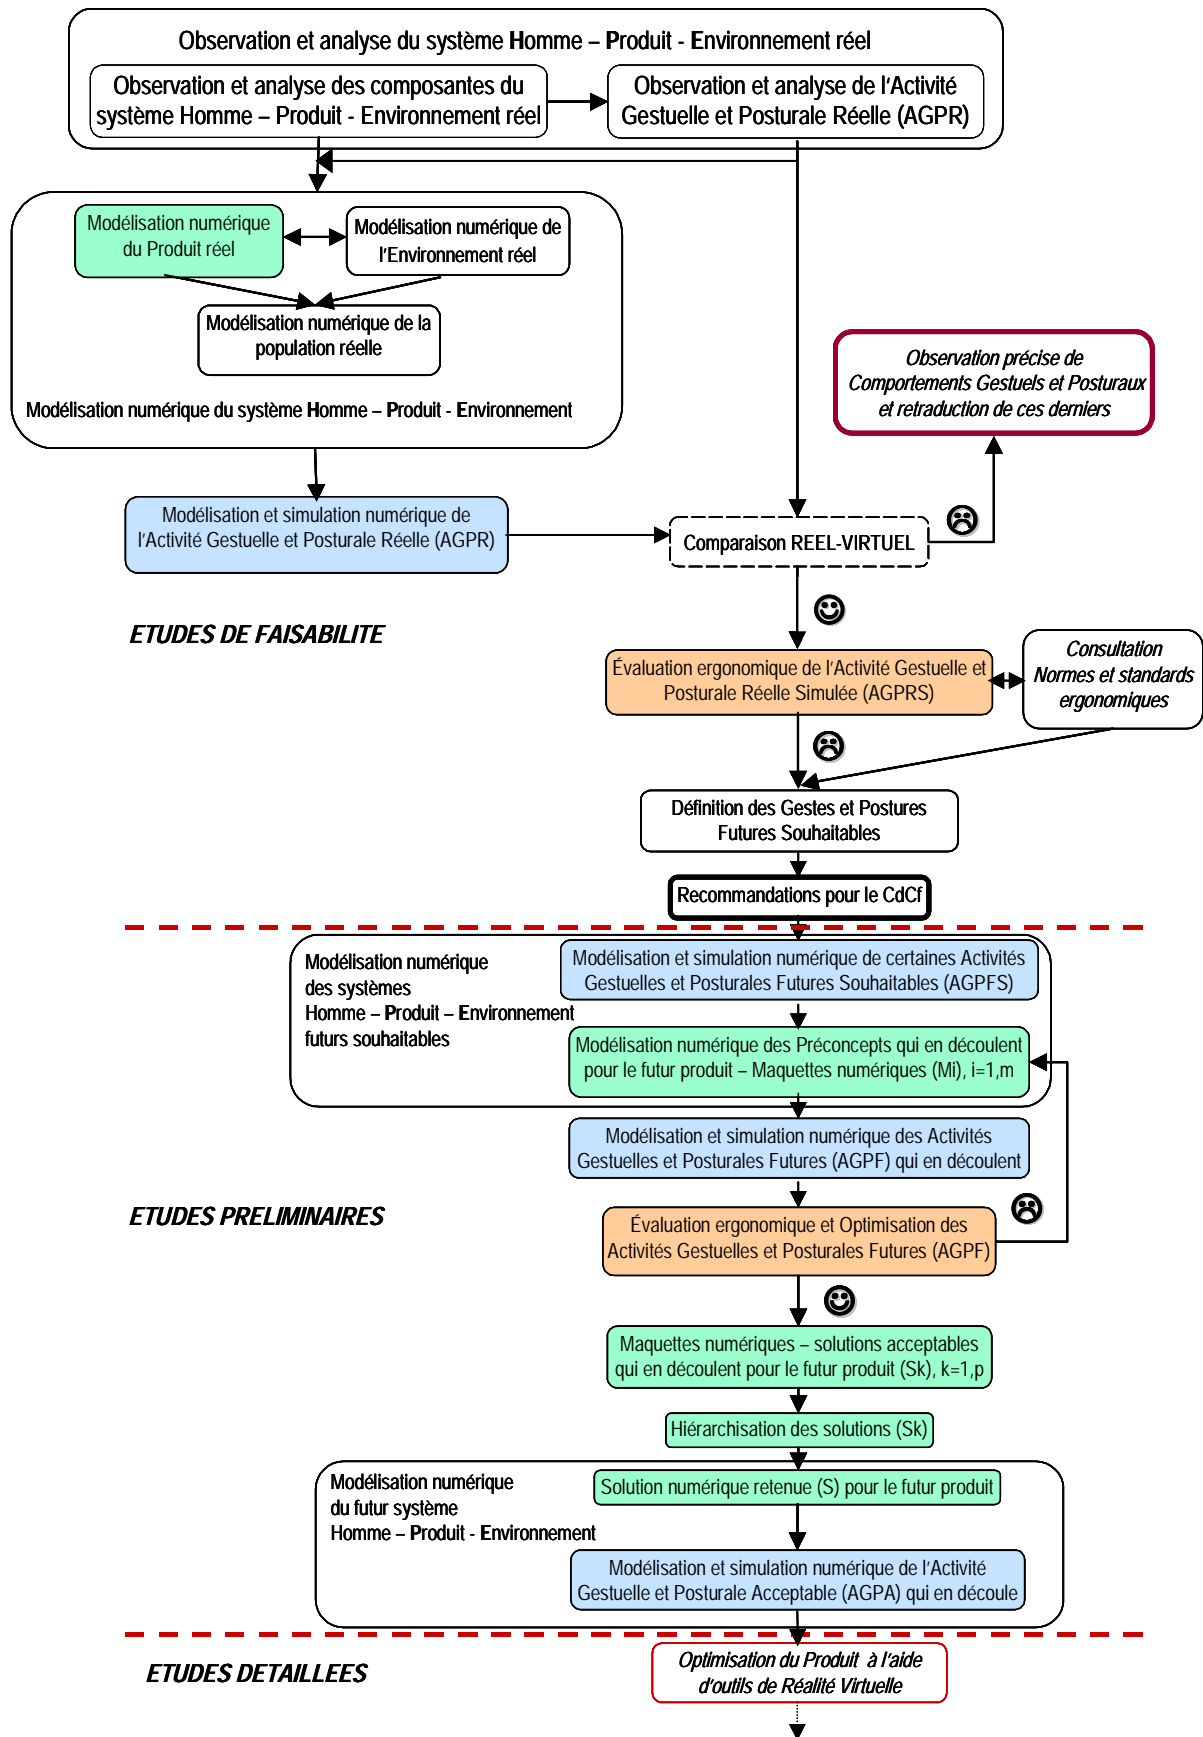 Observation et analyse du système Homme – Produit - Environnement réel
Observation et analyse des composantes du
système Homme – Produit - Environnement réel
Observation et analyse de l'Activité
Gestuelle et Posturale Réelle (AGPR)
Modélisation numérique
du Produit réel
Modélisation numérique de
l'Environnement réel
Modélisation numérique de la
population réelle
Modélisation numérique du système Homme – Produit - Environnement
Observation précise de
Comportements Gestuels et Posturaux
et retraduction de ces derniers
Modélisation et simulation numérique de
l'Activité Gestuelle et Posturale Réelle (AGPR)
Comparaison REEL-VIRTUEL
ETUDES DE FAISABILITE
Évaluation ergonomique de l'Activité Gestuelle et
Posturale Réelle Simulée (AGPRS)
Consultation
Normes et standards
ergonomiques
Définition des Gestes et Postures
Futures Souhaitables
Recommandations pour le CdCf
Modélisation numérique
des systèmes
Homme – Produit – Environnement
futurs souhaitables
Modélisation et simulation numérique de certaines Activités
Gestuelles et Posturales Futures Souhaitables (AGPFS)
Modélisation numérique des Préconcepts qui en découlent
pour le futur produit – Maquettes numériques (Mi), i=1,m
Modélisation et simulation numérique des Activités
Gestuelles et Posturales Futures (AGPF) qui en découlent
ETUDES PRELIMINAIRES
Évaluation ergonomique et Optimisation des
Activités Gestuelles et Posturales Futures (AGPF)
Maquettes numériques – solutions acceptables
qui en découlent pour le futur produit (Sk), k=1,p
Hiérarchisation des solutions (Sk)
Modélisation numérique
du futur système
Homme – Produit - Environnement
Solution numérique retenue (S) pour le futur produit
Modélisation et simulation numérique de l'Activité
Gestuelle et Posturale Acceptable (AGPA) qui en découle
ETUDES DETAILLEES
Optimisation du Produit à l'aide
d'outils de Réalité Virtuelle